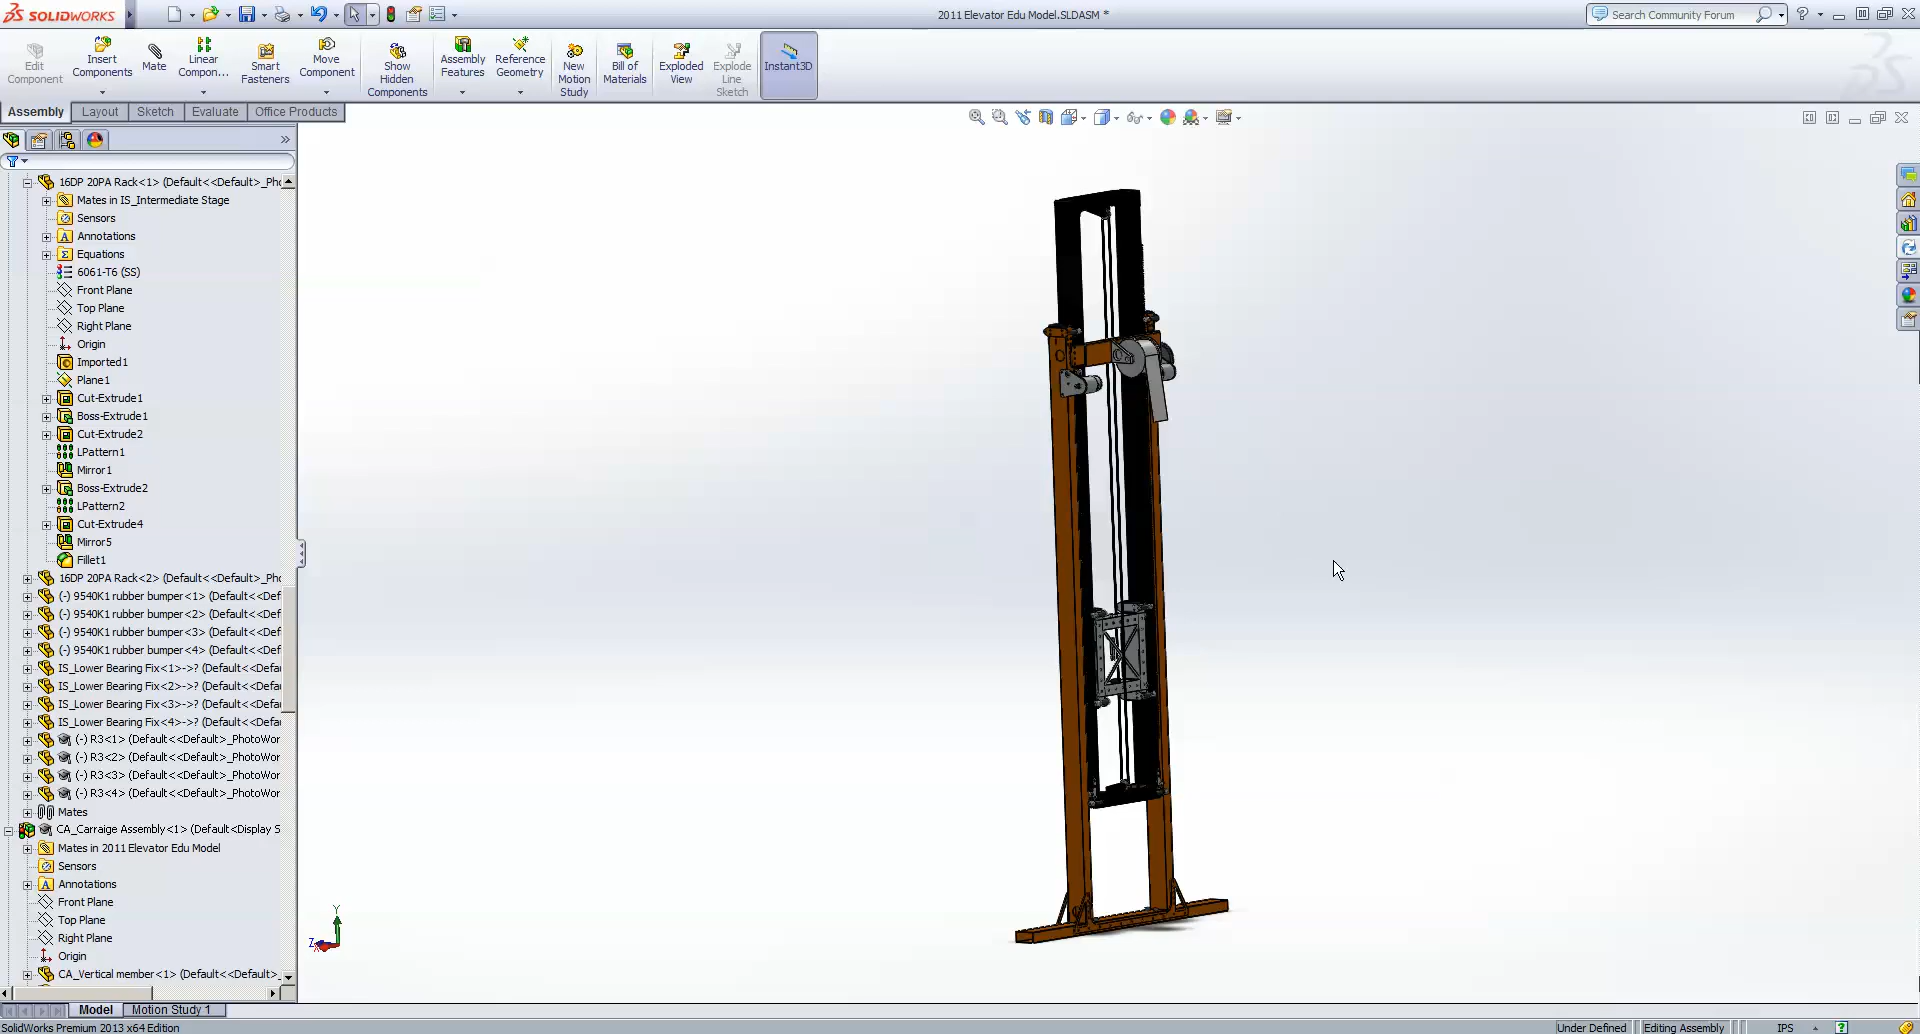 SOLIDWORKS
2011 Elevator Edu Model.SLDASM *
Search Community Forum
Edit Component
Insert Components
Mate
Linear Compon...
Smart Fasteners
Move Component
Show Hidden Components
Assembly Features
Reference Geometry
New Motion Study
Bill of Materials
Exploded View
Explode Line Sketch
Instant3D
Assembly
Layout
Sketch
Evaluate
Office Products
16DP 20PA Rack<1> (Default<<Default>_Pho
Mates in IS_Intermediate Stage
Sensors
Annotations
Equations
6061-T6 (SS)
Front Plane
Top Plane
Right Plane
Origin
Imported1
Plane1
Cut-Extrude1
Boss-Extrude1
Cut-Extrude2
LPattern1
Mirror1
Boss-Extrude2
LPattern2
Cut-Extrude4
Mirror5
Fillet1
16DP 20PA Rack<2> (Default<<Default>_Pho
(-) 9540K1 rubber bumper<1> (Default<<Def
(-) 9540K1 rubber bumper<2> (Default<<Def
(-) 9540K1 rubber bumper<3> (Default<<Def
(-) 9540K1 rubber bumper<4> (Default<<Def
IS_Lower Bearing Fix<1>->? (Default<<Defa
IS_Lower Bearing Fix<2>->? (Default<<Defa
IS_Lower Bearing Fix<3>->? (Default<<Defa
IS_Lower Bearing Fix<4>->? (Default<<Defa
(-) R3<1> (Default<<Default>_PhotoWor
(-) R3<2> (Default<<Default>_PhotoWor
(-) R3<3> (Default<<Default>_PhotoWor
(-) R3<4> (Default<<Default>_PhotoWor
Mates
CA_Carraige Assembly<1> (Default<Display S
Mates in 2011 Elevator Edu Model
Sensors
Annotations
Front Plane
Top Plane
Right Plane
Origin
CA_Vertical member<1> (Default<<Default>_
Y
Z
Model
Motion Study 1
SolidWorks Premium 2013 x64 Edition
Under Defined
Editing Assembly
IPS